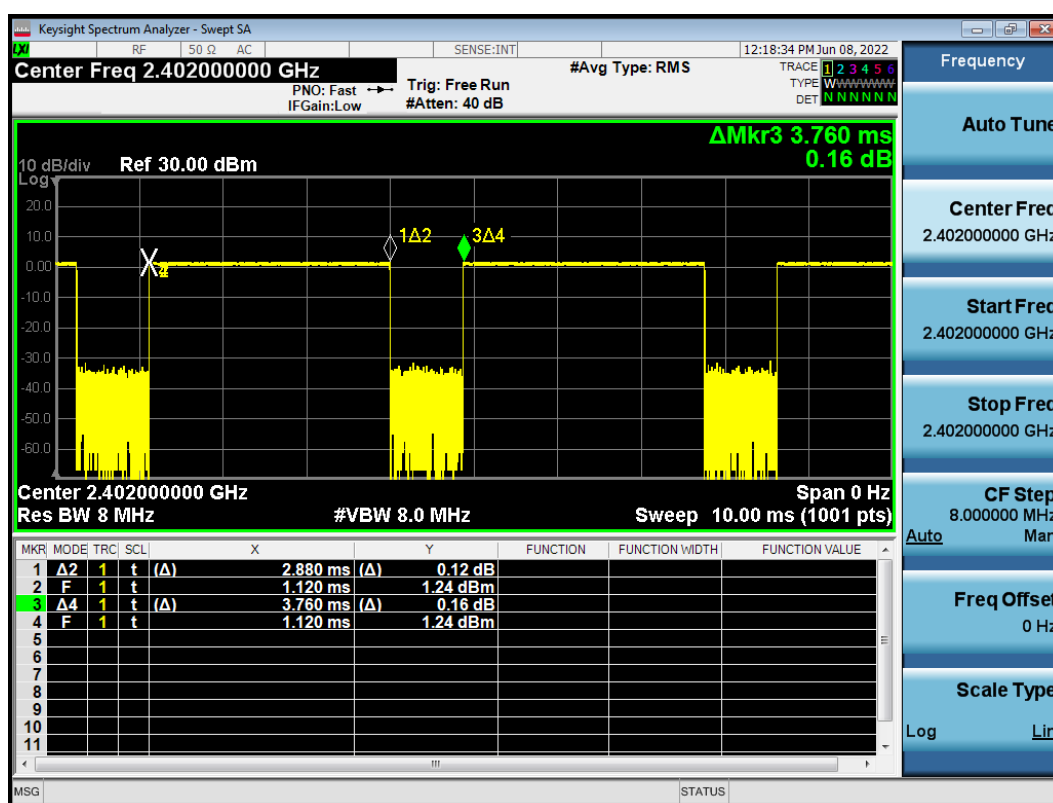 Keysight Spectrum Analyzer - Swept SA
LXI RF 50 Ω AC SENSE:INT 12:18:34 PM Jun 08, 2022
Center Freq 2.402000000 GHz
PNO: Fast
IFGain:Low
Trig: Free Run
#Atten: 40 dB
#Avg Type: RMS
TRACE 1 2 3 4 5 6
TYPE W W W W W W
DET N N N N N N
ΔMkr3 3.760 ms
0.16 dB
10 dB/div Ref 30.00 dBm
Log
20.0
10.0
0.00
-10.0
-20.0
-30.0
-40.0
-50.0
-60.0
1Δ2
3Δ4
4
Center 2.402000000 GHz Span 0 Hz
Res BW 8 MHz #VBW 8.0 MHz Sweep 10.00 ms (1001 pts)
MKR MODE TRC SCL X Y FUNCTION FUNCTION WIDTH FUNCTION VALUE
1 Δ2 1 t (Δ) 2.880 ms (Δ) 0.12 dB
2 F 1 t 1.120 ms 1.24 dBm
3 Δ4 1 t (Δ) 3.760 ms (Δ) 0.16 dB
4 F 1 t 1.120 ms 1.24 dBm
5
6
7
8
9
10
11
MSG STATUS
Frequency
Auto Tune
Center Freq
2.402000000 GHz
Start Freq
2.402000000 GHz
Stop Freq
2.402000000 GHz
CF Step
8.000000 MHz
Auto Man
Freq Offset
0 Hz
Scale Type
Log Lin